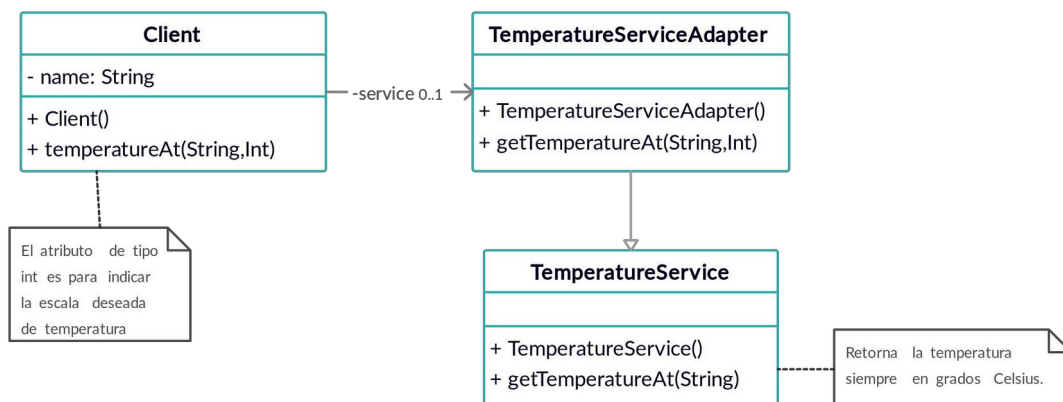 Client
- name: String
+ Client()
+ temperatureAt(String,Int)
-service 0..1
TemperatureServiceAdapter
+ TemperatureServiceAdapter()
+ getTemperatureAt(String,Int)
El atributo de tipo
int es para indicar
la escala deseada
de temperatura
TemperatureService
+ TemperatureService()
+ getTemperatureAt(String)
Retorna la temperatura
siempre en grados Celsius.